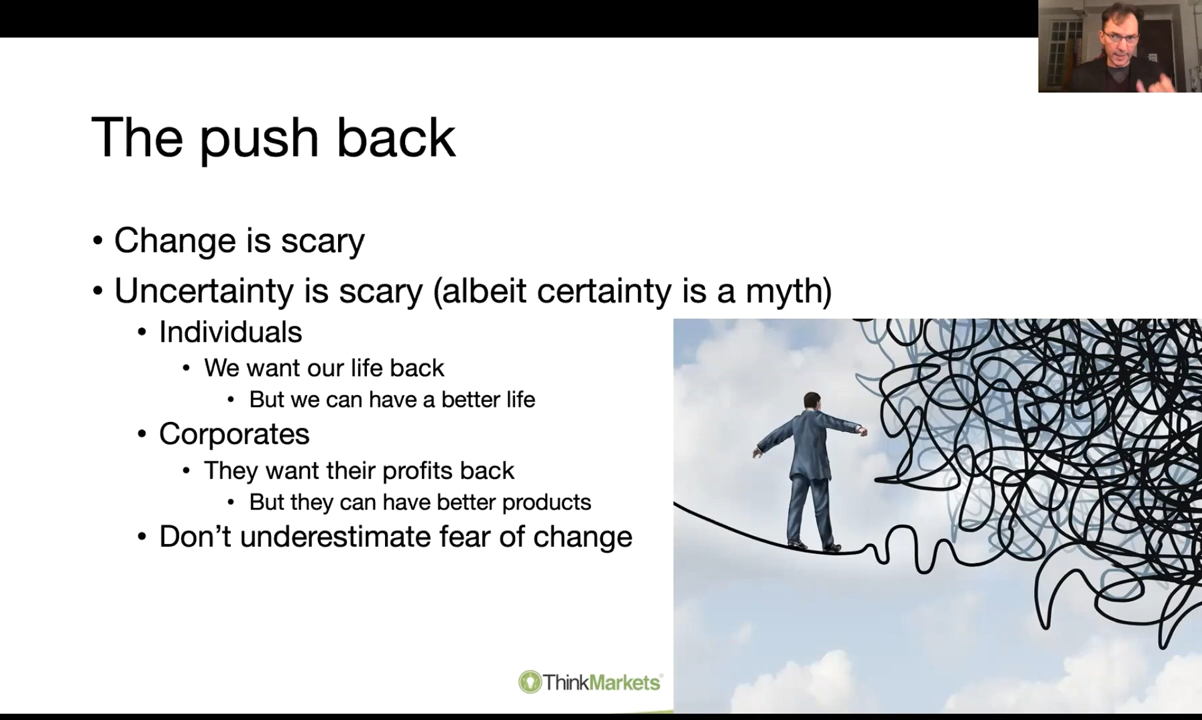 The push back
• Change is scary
• Uncertainty is scary (albeit certainty is a myth)
• Individuals
• We want our life back
• But we can have a better life
• Corporates
• They want their profits back
• But they can have better products
• Don’t underestimate fear of change
ThinkMarkets